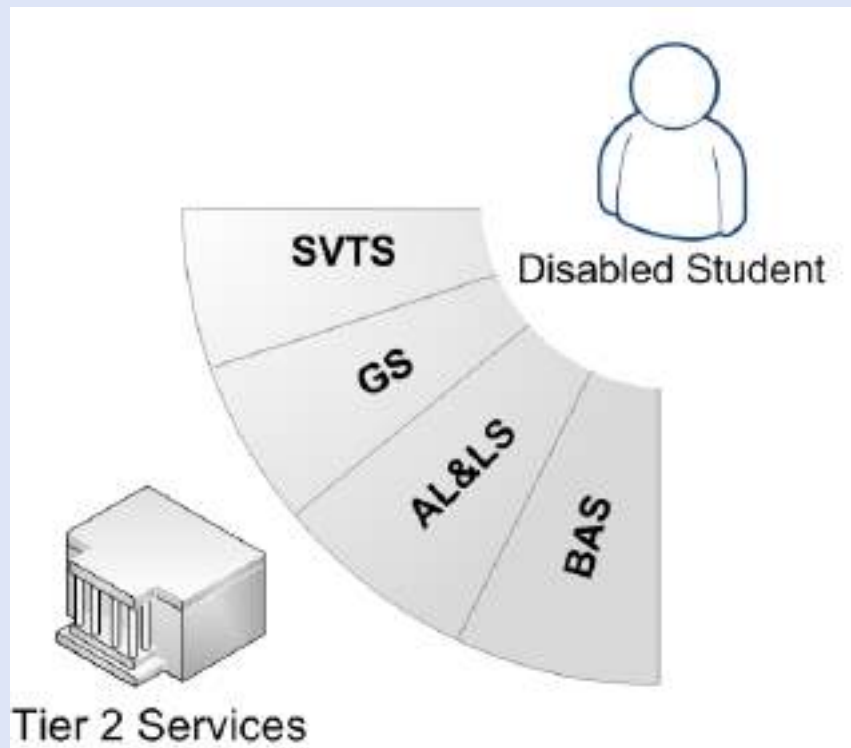 SVTS
Disabled Student
GS
AL&LS
BAS
Tier 2 Services